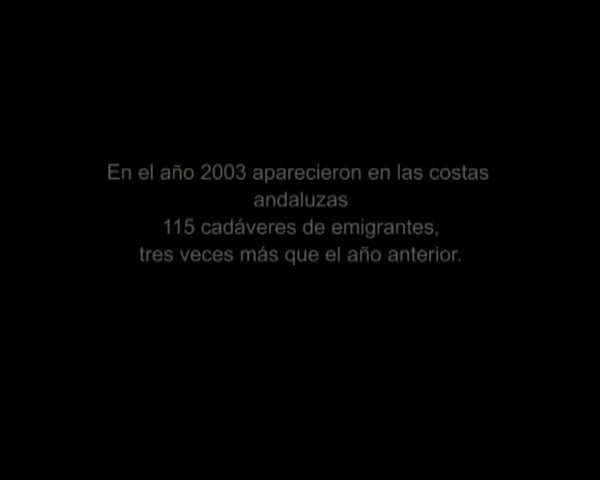 En el año 2003 aparecieron en las costas
andaluzas
115 cadáveres de emigrantes,
tres veces más que el año anterior.